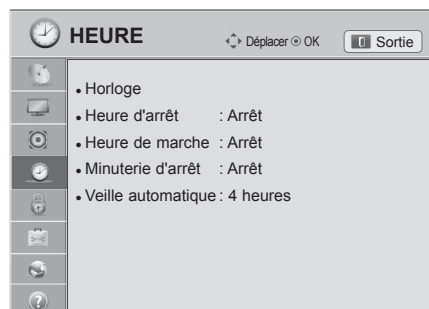 HEURE
Déplacer OK
Sortie
• Horloge
• Heure d'arrêt : Arrêt
• Heure de marche : Arrêt
• Minuterie d'arrêt : Arrêt
• Veille automatique : 4 heures
?